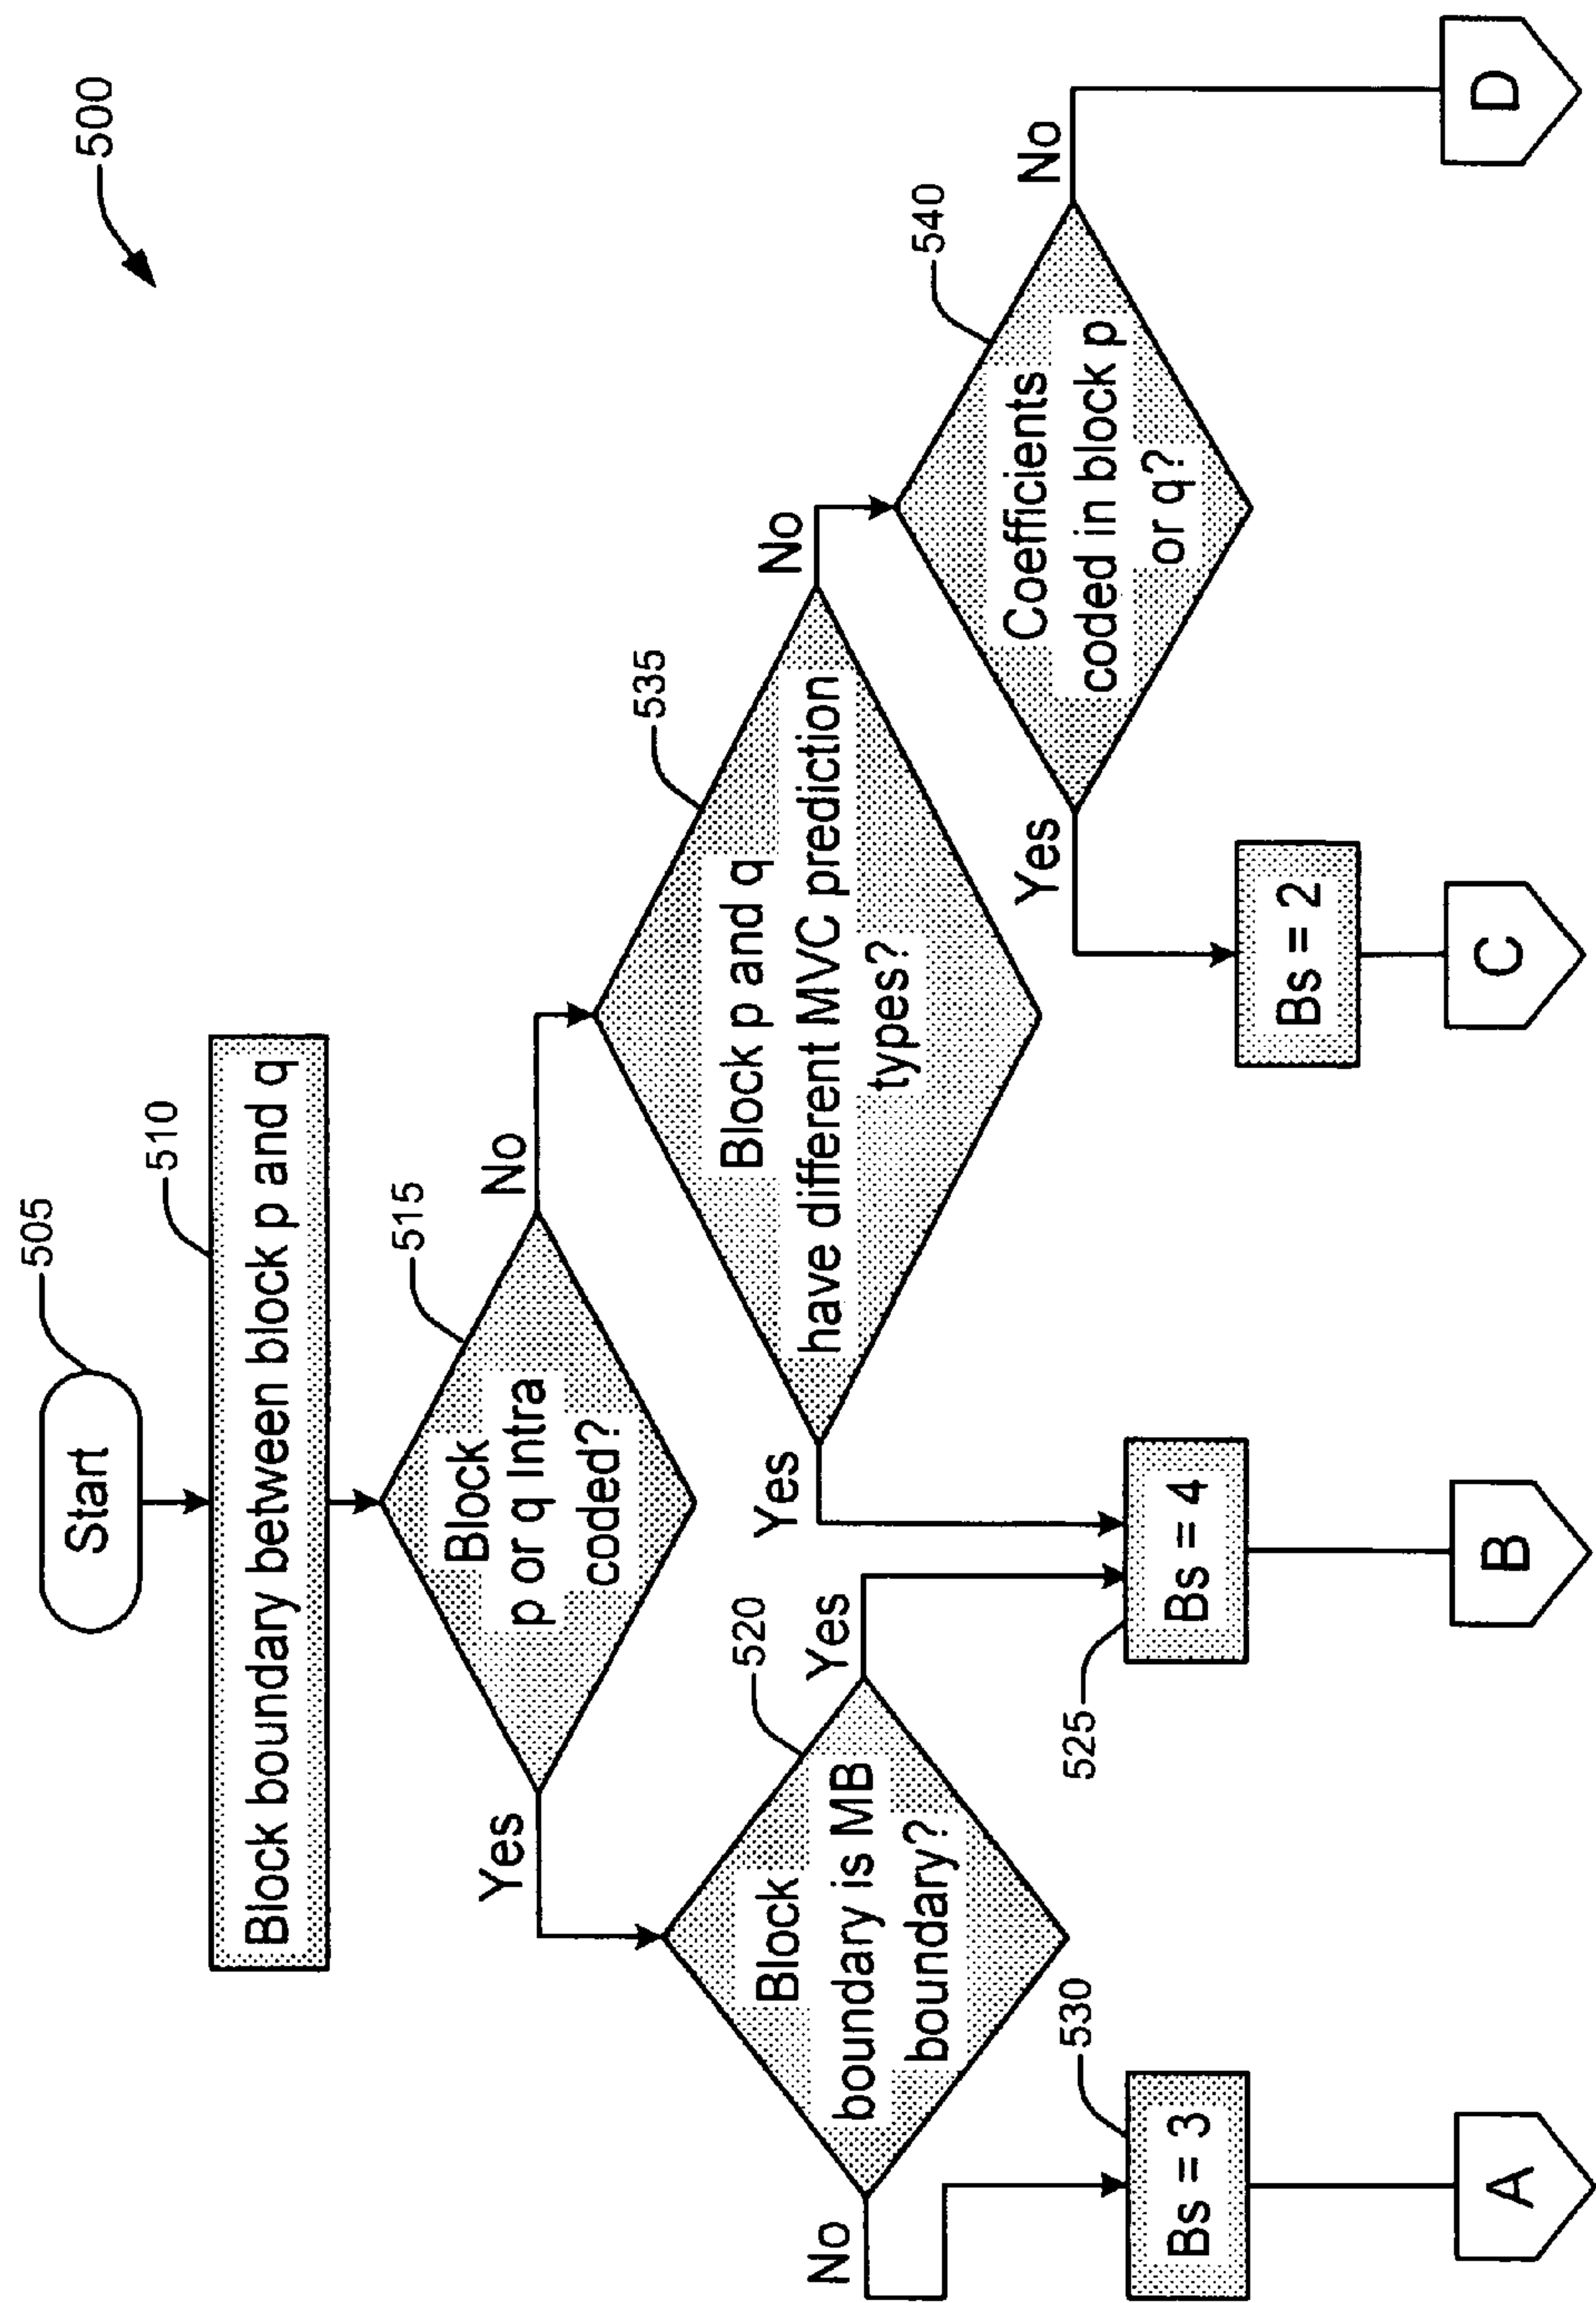 500
505
Start
510
Block boundary between block p and q
515
Block
p or q Intra
coded?
Yes
No
520
Block
boundary is MB
boundary?
No
Yes
535
Block p and q
have different MVC prediction
types?
Yes
No
540
Coefficients
coded in block p
or q?
Yes
No
530
Bs = 3
525
Bs = 4
Bs = 2
A
B
C
D